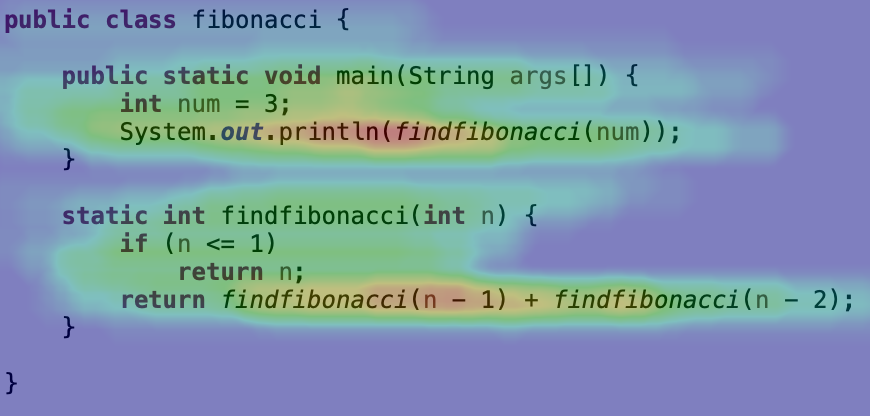 public class fibonacci {
public static void main(String args[]) {
int num = 3;
System.out.println(findfibonacci(num));
}
static int findfibonacci(int n) {
if (n <= 1)
return n;
return findfibonacci(n - 1) + findfibonacci(n - 2);
}
}